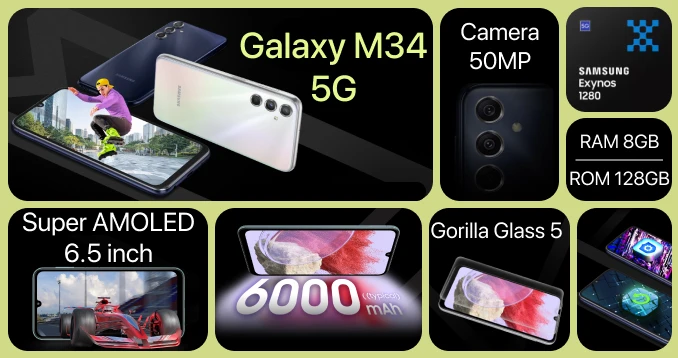 Galaxy M34
5G
Camera
50MP
5G
SAMSUNG
Exynos
1280
RAM 8GB
ROM 128GB
Super AMOLED
6.5 inch
6000 (typical)
mAh
Gorilla Glass 5